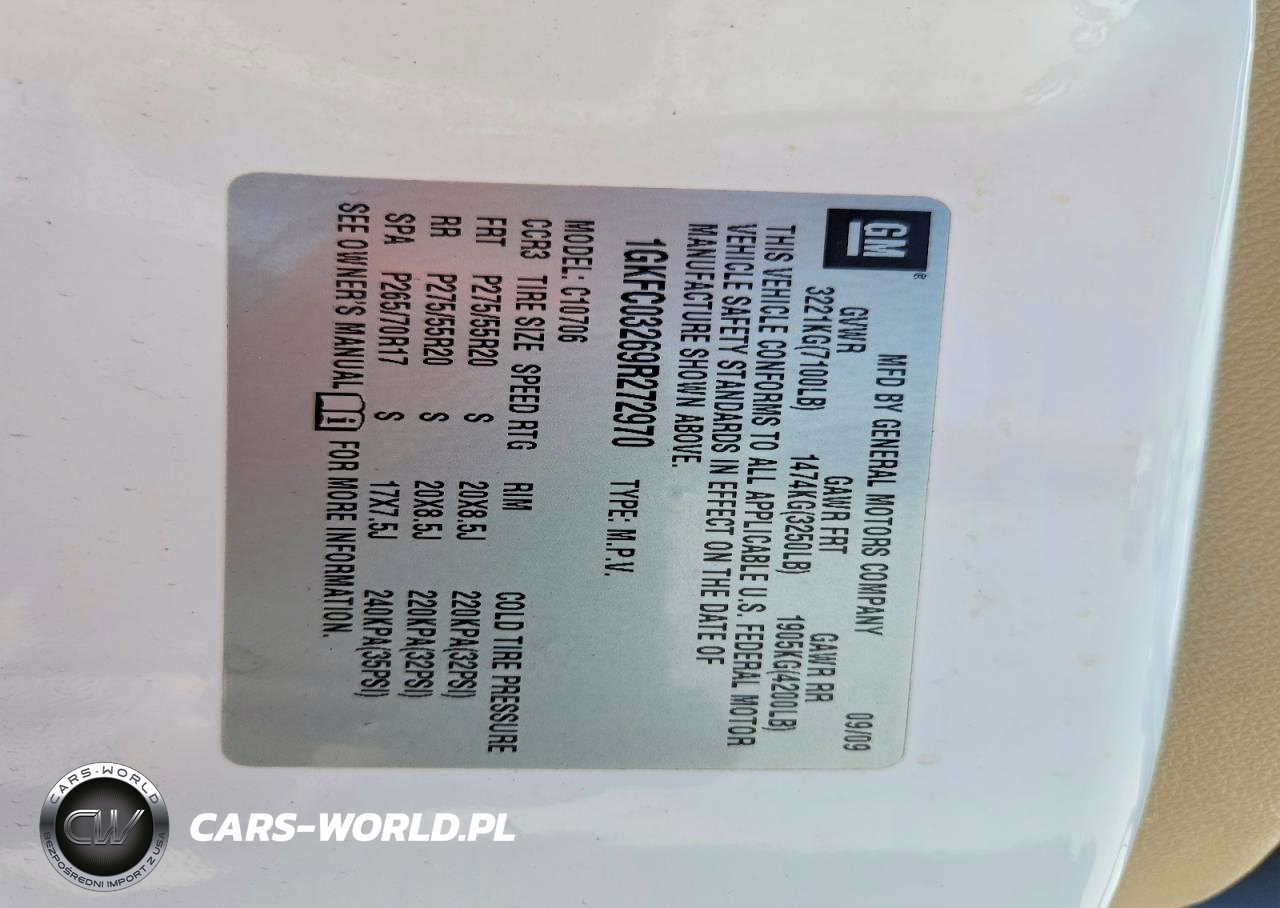 GM®
MFD BY GENERAL MOTORS COMPANY 09/09
GVWR GAWR FRT GAWR RR
3221KG(7100LB) 1474KG(3250LB) 1905KG(4200LB)
THIS VEHICLE CONFORMS TO ALL APPLICABLE U.S. FEDERAL MOTOR
VEHICLE SAFETY STANDARDS IN EFFECT ON THE DATE OF
MANUFACTURE SHOWN ABOVE.
1GKFC03269R272970 TYPE: M.P.V.
MODEL: C10706
CCR3 TIRE SIZE SPEED RTG RIM COLD TIRE PRESSURE
FRT P275/55R20 S 20X8.5J 220KPA(32PSI)
RR P275/55R20 S 20X8.5J 220KPA(32PSI)
SPA P265/70R17 S 17X7.5J 240KPA(35PSI)
SEE OWNER'S MANUAL FOR MORE INFORMATION.
CARS-WORLD
CW
BEZPOŚREDNI IMPORT Z USA
CARS-WORLD.PL